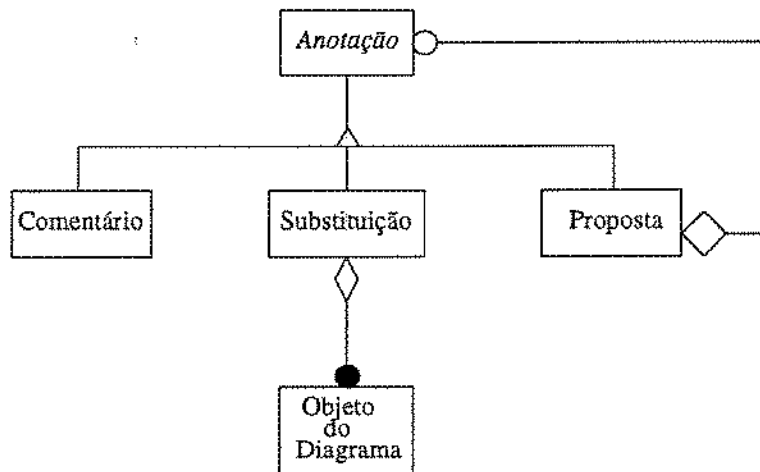 Anotação
Comentário
Substituição
Proposta
Objeto
do
Diagrama